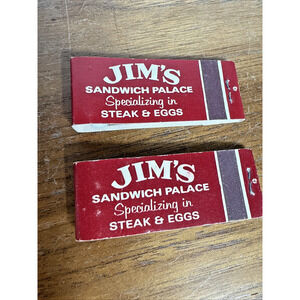 JIM'S
SANDWICH PALACE
Specializing in
STEAK & EGGS
JIM'S
SANDWICH PALACE
Specializing in
STEAK & EGGS